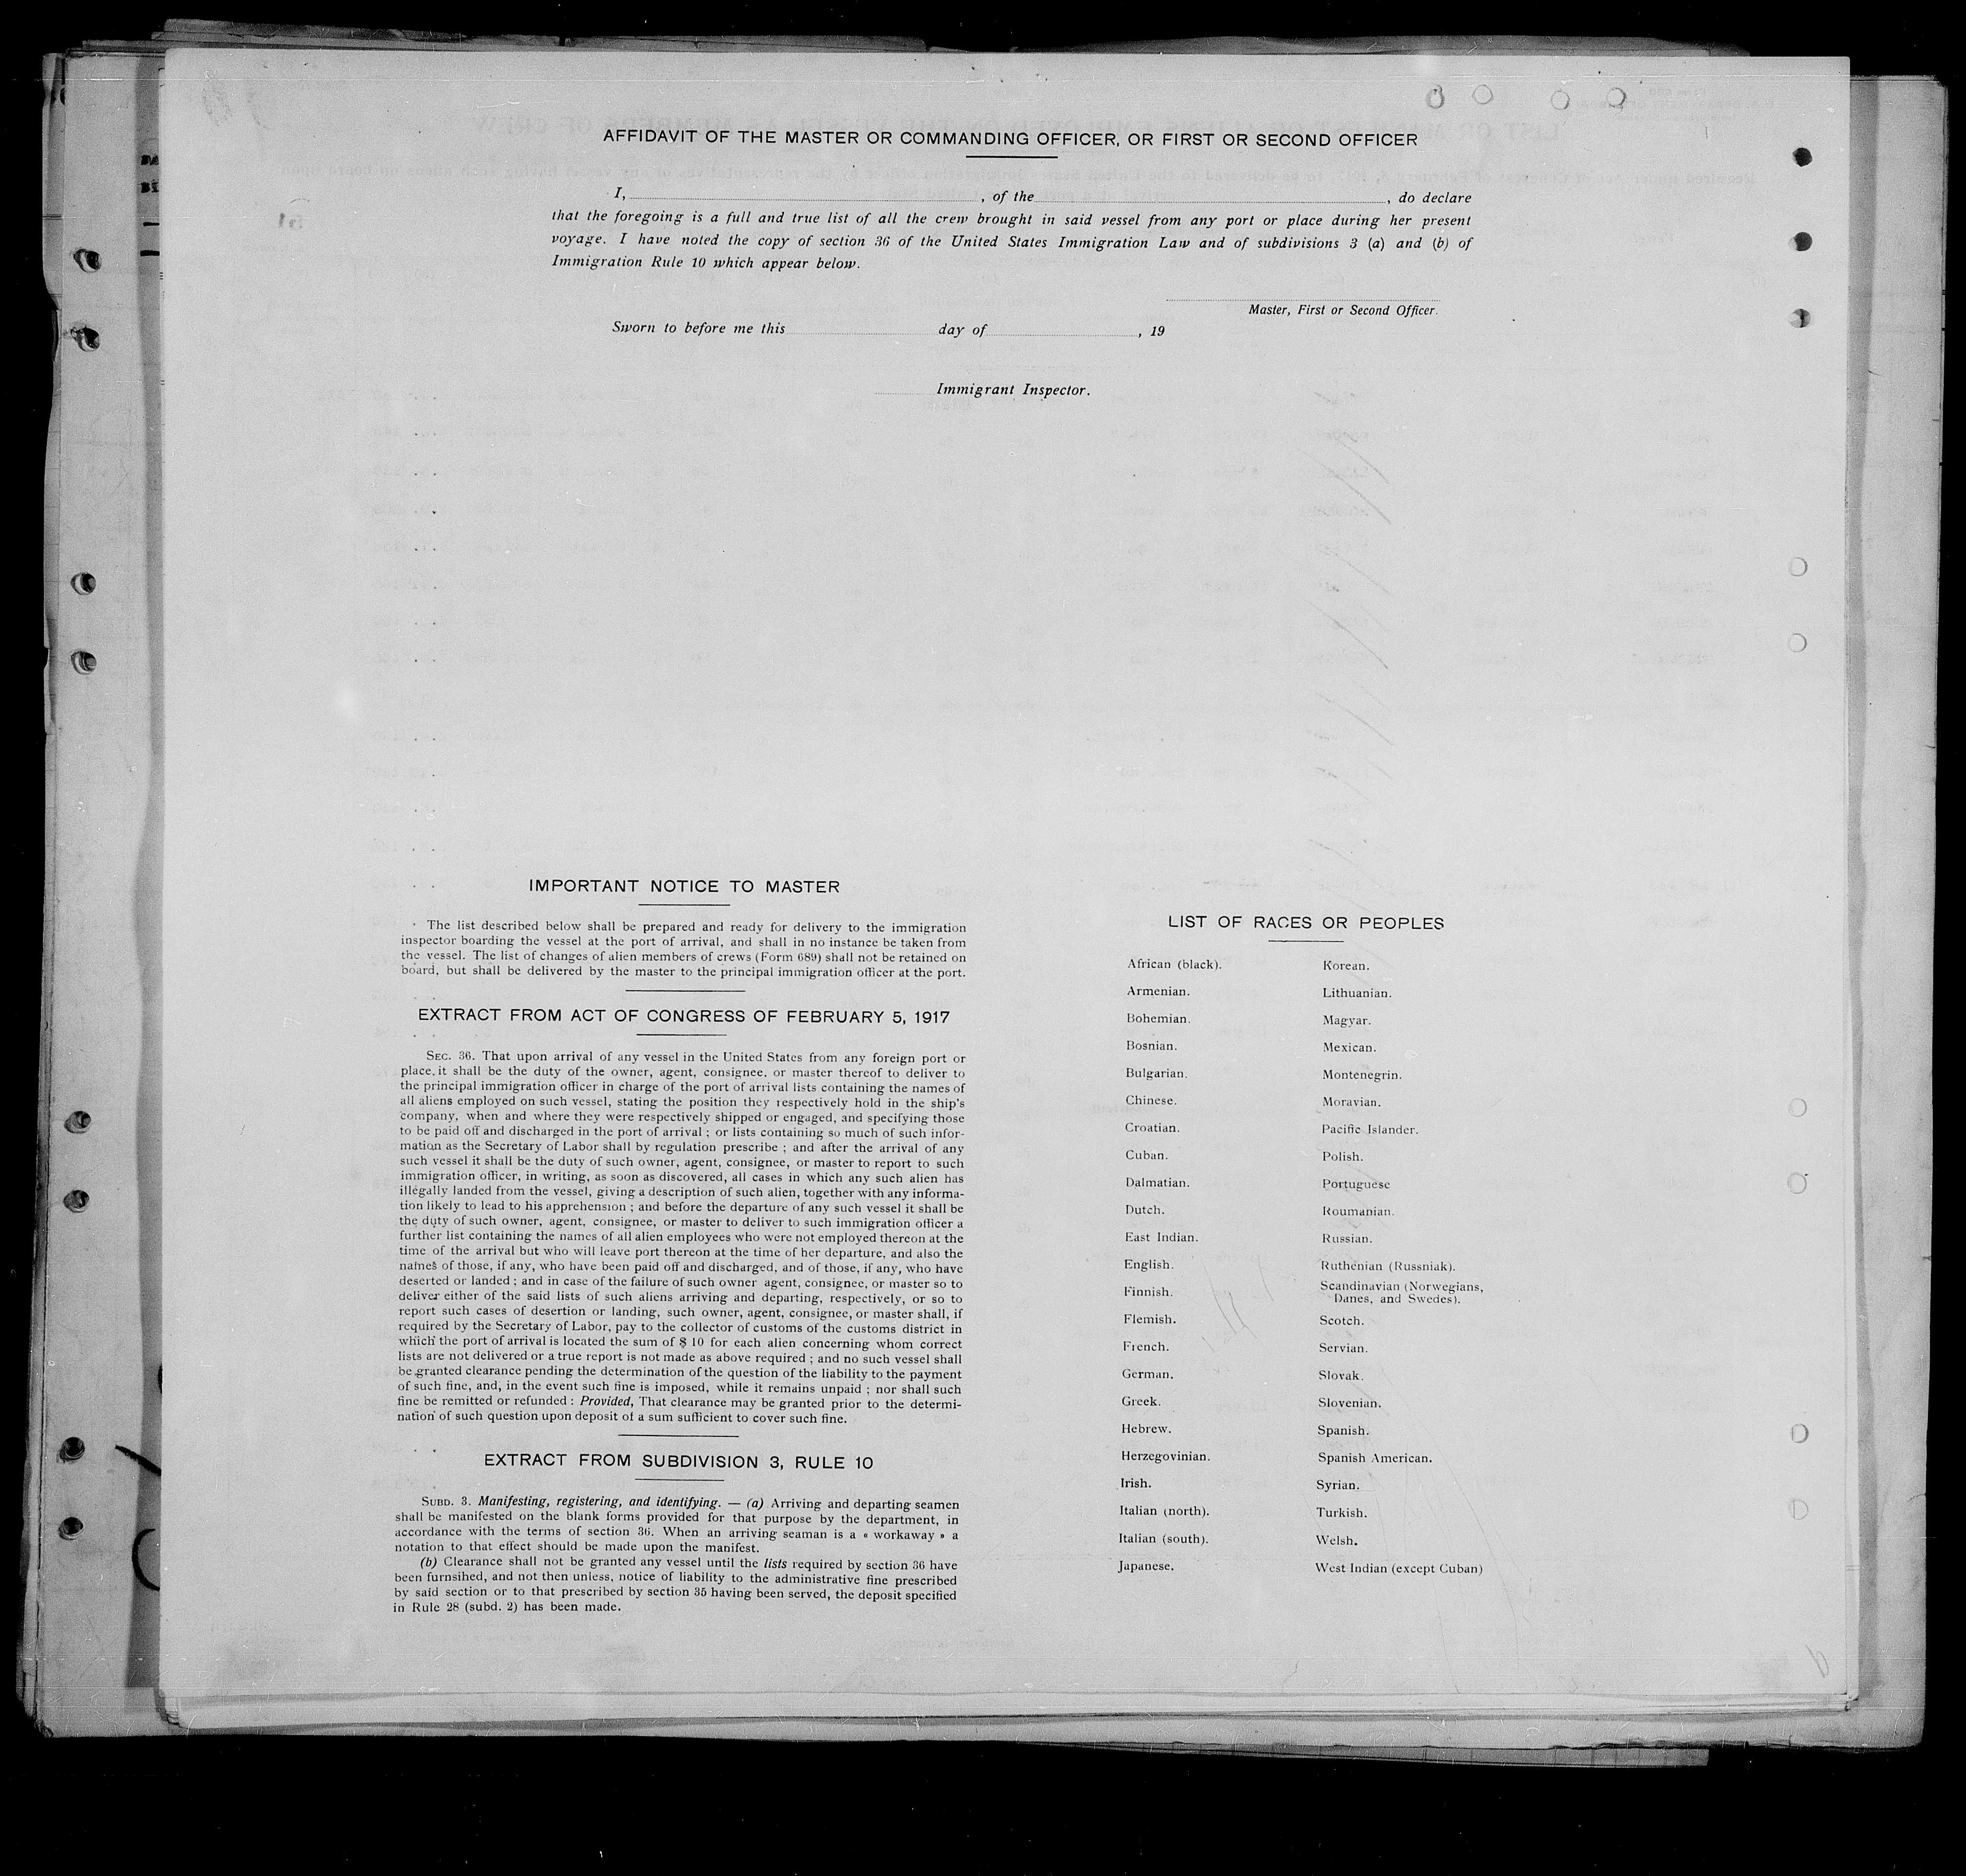 AFFIDAVIT OF THE MASTER OR COMMANDING OFFICER, OR FIRST OR SECOND OFFICER
I, , of the , do declare
that the foregoing is a full and true list of all the crew brought in said vessel from any port or place during her present
voyage. I have noted the copy of section 36 of the United States Immigration Law and of subdivisions 3 (a) and (b) of
Immigration Rule 10 which appear below.
Master, First or Second Officer.
Sworn to before me this day of , 19
Immigrant Inspector.
IMPORTANT NOTICE TO MASTER
The list described below shall be prepared and ready for delivery to the immigration
inspector boarding the vessel at the port of arrival, and shall in no instance be taken from
the vessel. The list of changes of alien members of crews (Form 689) shall not be retained on
board, but shall be delivered by the master to the principal immigration officer at the port.
EXTRACT FROM ACT OF CONGRESS OF FEBRUARY 5, 1917
SEC. 36. That upon arrival of any vessel in the United States from any foreign port or
place, it shall be the duty of the owner, agent, consignee, or master thereof to deliver to
the principal immigration officer in charge of the port of arrival lists containing the names of
all aliens employed on such vessel, stating the position they respectively hold in the ship's
company, when and where they were respectively shipped or engaged, and specifying those
to be paid off and discharged in the port of arrival ; or lists containing so much of such infor-
mation as the Secretary of Labor shall by regulation prescribe ; and after the arrival of any
such vessel it shall be the duty of such owner, agent, consignee, or master to report to such
immigration officer, in writing, as soon as discovered, all cases in which any such alien has
illegally landed from the vessel, giving a description of such alien, together with any informa-
tion likely to lead to his apprehension ; and before the departure of any such vessel it shall be
the duty of such owner, agent, consignee, or master to deliver to such immigration officer a
further list containing the names of all alien employees who were not employed thereon at the
time of the arrival but who will leave port thereon at the time of her departure, and also the
names of those, if any, who have been paid off and discharged, and of those, if any, who have
deserted or landed ; and in case of the failure of such owner agent, consignee, or master so to
deliver either of the said lists of such aliens arriving and departing, respectively, or so to
report such cases of desertion or landing, such owner, agent, consignee, or master shall, if
required by the Secretary of Labor, pay to the collector of customs of the customs district in
which the port of arrival is located the sum of $ 10 for each alien concerning whom correct
lists are not delivered or a true report is not made as above required ; and no such vessel shall
be granted clearance pending the determination of the question of the liability to the payment
of such fine, and, in the event such fine is imposed, while it remains unpaid ; nor shall such
fine be remitted or refunded : Provided, That clearance may be granted prior to the determi-
nation of such question upon deposit of a sum sufficient to cover such fine.
EXTRACT FROM SUBDIVISION 3, RULE 10
SUBD. 3. Manifesting, registering, and identifying. — (a) Arriving and departing seamen
shall be manifested on the blank forms provided for that purpose by the department, in
accordance with the terms of section 36. When an arriving seaman is a « workaway » a
notation to that effect should be made upon the manifest.
(b) Clearance shall not be granted any vessel until the lists required by section 36 have
been furnsihed, and not then unless, notice of liability to the administrative fine prescribed
by said section or to that prescribed by section 35 having been served, the deposit specified
in Rule 28 (subd. 2) has been made.
LIST OF RACES OR PEOPLES
African (black).
Armenian.
Bohemian.
Bosnian.
Bulgarian.
Chinese.
Croatian.
Cuban.
Dalmatian.
Dutch.
East Indian.
English.
Finnish.
Flemish.
French.
German.
Greek.
Hebrew.
Herzegovinian.
Irish.
Italian (north).
Italian (south).
Japanese.
Korean.
Lithuanian.
Magyar.
Mexican.
Montenegrin.
Moravian.
Pacific Islander.
Polish.
Portuguese
Roumanian.
Russian.
Ruthenian (Russniak).
Scandinavian (Norwegians,
Danes, and Swedes).
Scotch.
Servian.
Slovak.
Slovenian.
Spanish.
Spanish American.
Syrian.
Turkish.
Welsh.
West Indian (except Cuban)